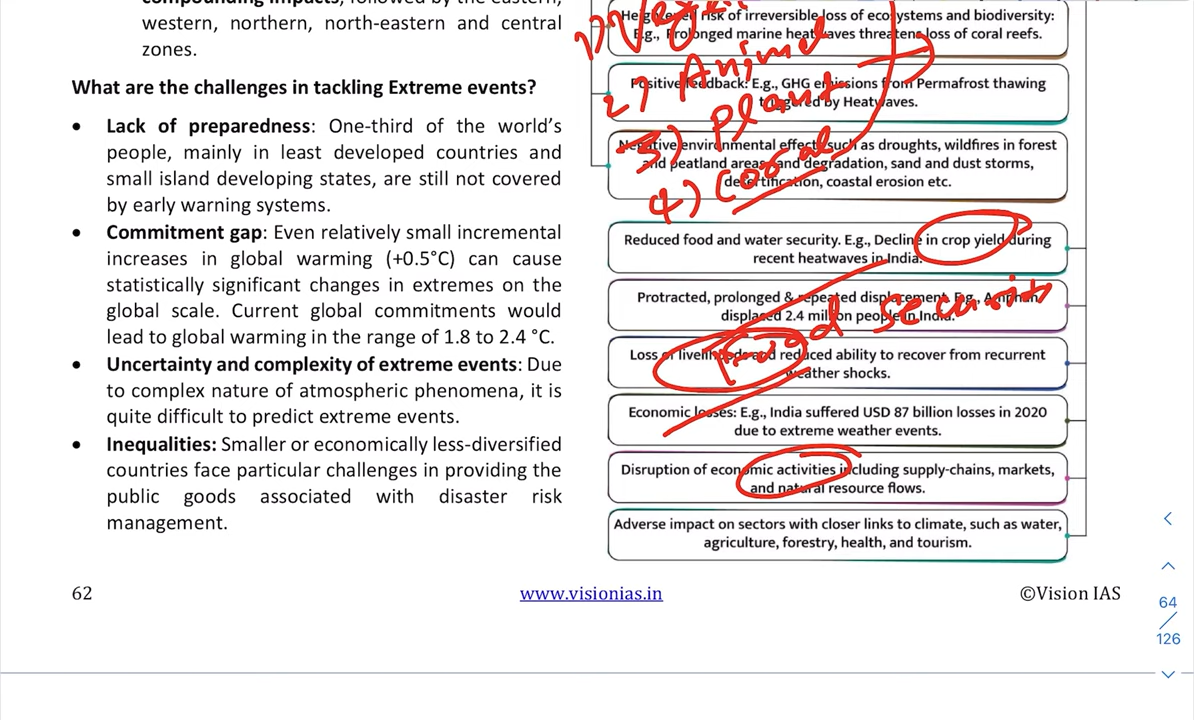 compounding impacts, followed by the eastern,
western, northern, north-eastern and central
zones.
What are the challenges in tackling Extreme events?
• Lack of preparedness: One-third of the world's
people, mainly in least developed countries and
small island developing states, are still not covered
by early warning systems.
• Commitment gap: Even relatively small incremental
increases in global warming (+0.5°C) can cause
statistically significant changes in extremes on the
global scale. Current global commitments would
lead to global warming in the range of 1.8 to 2.4 °C.
• Uncertainty and complexity of extreme events: Due
to complex nature of atmospheric phenomena, it is
quite difficult to predict extreme events.
• Inequalities: Smaller or economically less-diversified
countries face particular challenges in providing the
public goods associated with disaster risk
management.
Heightened risk of irreversible loss of ecosystems and biodiversity:
E.g., Prolonged marine heatwaves threatens loss of coral reefs.
Positive feedback: E.g., GHG emissions from Permafrost thawing
triggered by Heatwaves.
Negative environmental effects such as droughts, wildfires in forest
and peatland areas, land degradation, sand and dust storms,
desertification, coastal erosion etc.
1)
2) Animal
3) Plant
4) Coral
Reduced food and water security. E.g., Decline in crop yield during
recent heatwaves in India.
Protracted, prolonged & repeated displacement. E.g., Amphan
displaced 2.4 million people in India.
Food Security
Loss of livelihoods and reduced ability to recover from recurrent
weather shocks.
Economic losses: E.g., India suffered USD 87 billion losses in 2020
due to extreme weather events.
Disruption of economic activities including supply-chains, markets,
and natural resource flows.
Adverse impact on sectors with closer links to climate, such as water,
agriculture, forestry, health, and tourism.
62
www.visionias.in
©Vision IAS
64
126